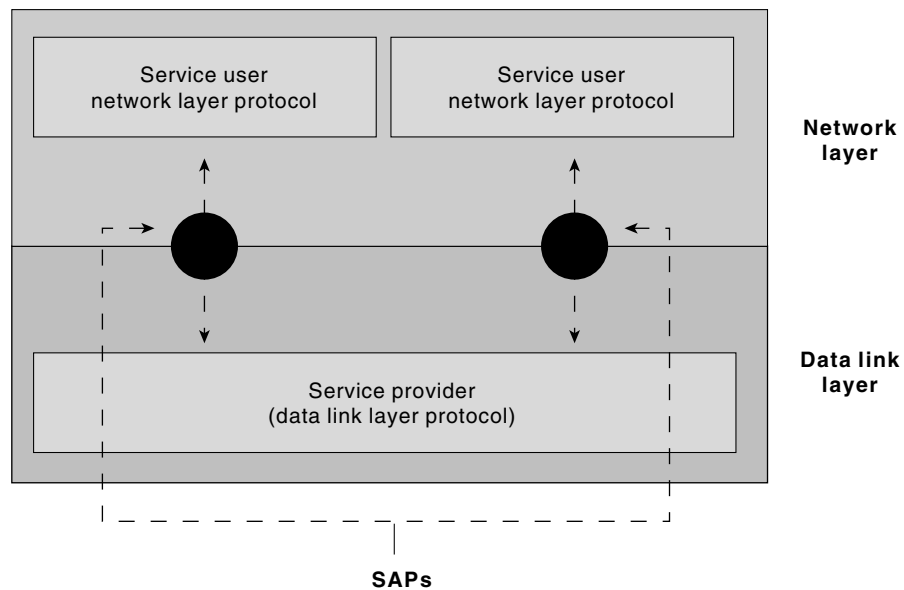 Service user
network layer protocol
Service user
network layer protocol
Network
layer
Service provider
(data link layer protocol)
Data link
layer
SAPs